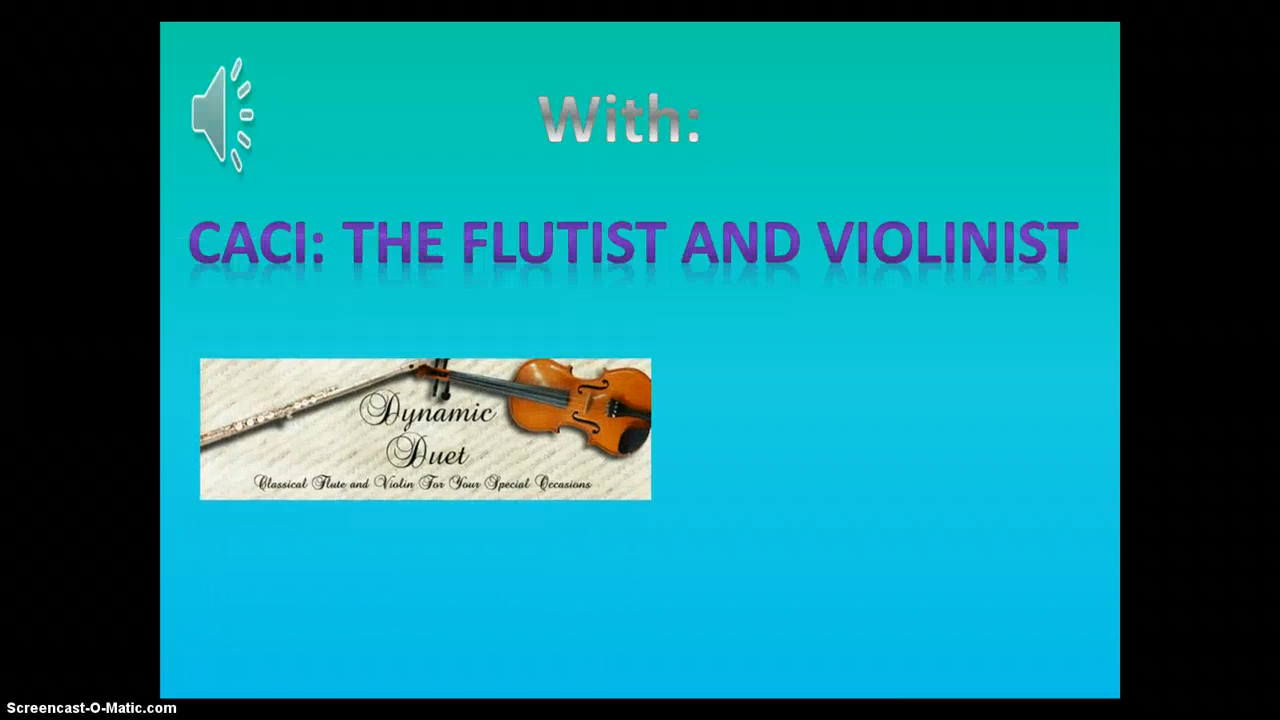 With:
CACI: THE FLUTIST AND VIOLINIST
Dynamic
Duet
Classical Flute and Violin For Your Special Occasions
Screencast-O-Matic.com